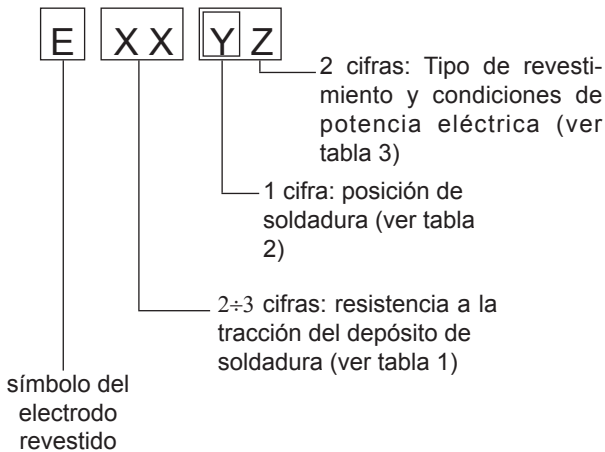 E XX YZ
2 cifras: Tipo de revesti-
miento y condiciones de
potencia eléctrica (ver
tabla 3)
1 cifra: posición de
soldadura (ver tabla
2)
2÷3 cifras: resistencia a la
tracción del depósito de
soldadura (ver tabla 1)
símbolo del
electrodo
revestido